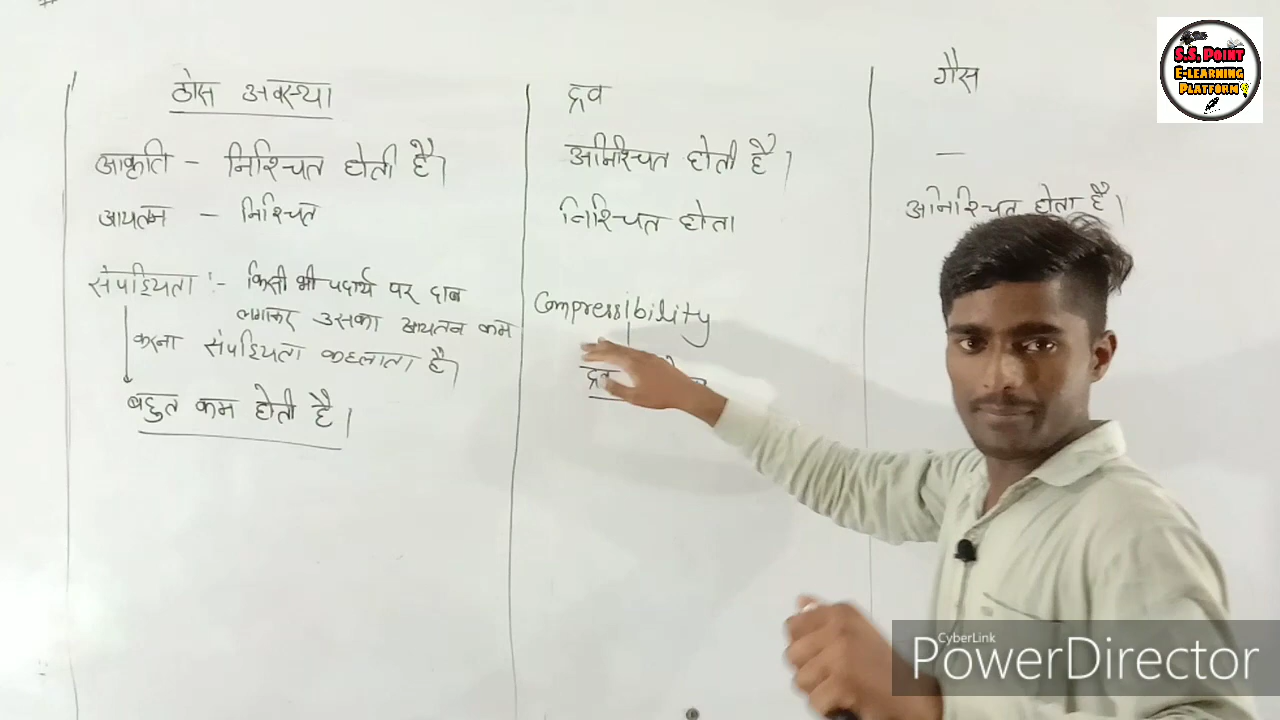 ठोस अवस्था
आकृति – निश्चित होती है।
आयतन – निश्चित
संपीडियता :- किसी भी पदार्थ पर दाब
लगाकर उसका आयतन कम
करना संपीडियता कहलाता है।
बहुत कम होती है।
द्रव
अनिश्चित होती है।
निश्चित होता
Compressibility
द्रव
गैस
—
अनिश्चित होता है।
S.S. POINT
E-LEARNING
PLATFORM
CyberLink
PowerDirector